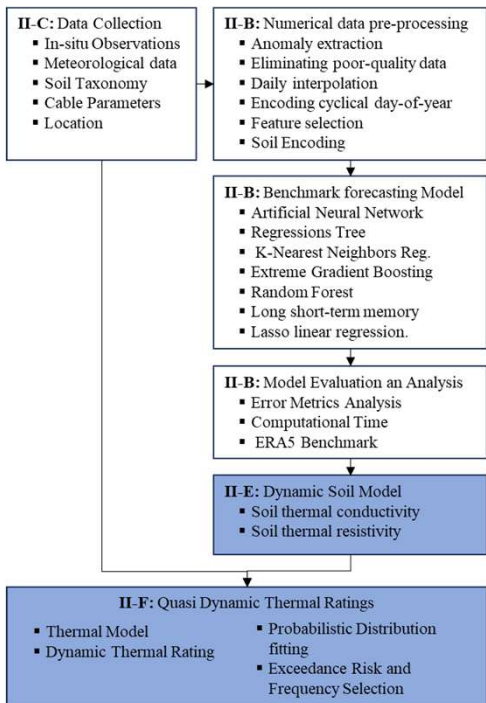 II-C: Data Collection
▪ In-situ Observations
▪ Meteorological data
▪ Soil Taxonomy
▪ Cable Parameters
▪ Location
II-B: Numerical data pre-processing
▪ Anomaly extraction
▪ Eliminating poor-quality data
▪ Daily interpolation
▪ Encoding cyclical day-of-year
▪ Feature selection
▪ Soil Encoding
II-B: Benchmark forecasting Model
▪ Artificial Neural Network
▪ Regressions Tree
▪ K-Nearest Neighbors Reg.
▪ Extreme Gradient Boosting
▪ Random Forest
▪ Long short-term memory
▪ Lasso linear regression.
II-B: Model Evaluation an Analysis
▪ Error Metrics Analysis
▪ Computational Time
▪ ERA5 Benchmark
II-E: Dynamic Soil Model
▪ Soil thermal conductivity
▪ Soil thermal resistivity
II-F: Quasi Dynamic Thermal Ratings
▪ Thermal Model
▪ Dynamic Thermal Rating
▪ Probabilistic Distribution
fitting
▪ Exceedance Risk and
Frequency Selection